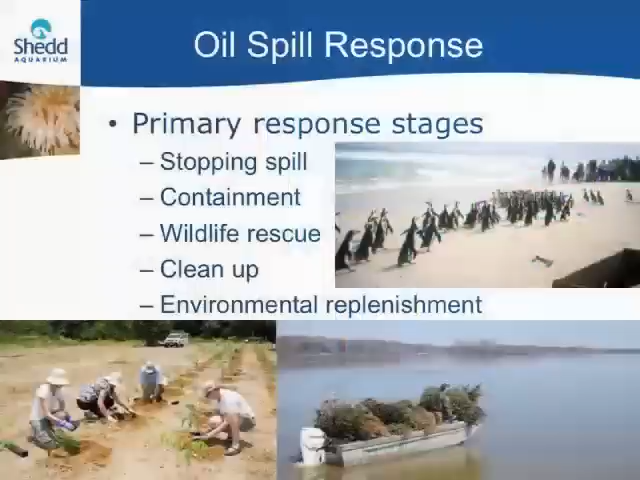 Shedd
AQUARIUM
Oil Spill Response
• Primary response stages
– Stopping spill
– Containment
– Wildlife rescue
– Clean up
– Environmental replenishment